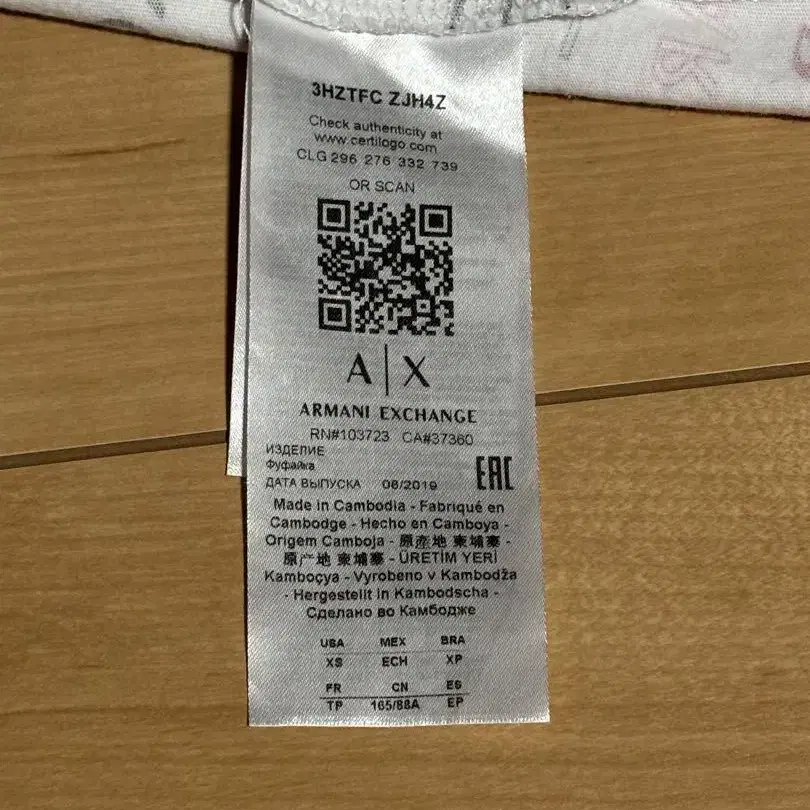 3HZTFC ZJH4Z
Check authenticity at
www.certilogo.com
CLG 296 276 332 739
OR SCAN
A|X
ARMANI EXCHANGE
RN#103723 CA#37360
ИЗДЕЛИЕ
Фуфайка
ДАТА ВЫПУСКА 08/2019
EAC
Made in Cambodia - Fabriqué en
Cambodge - Hecho en Camboya -
Origem Camboja - 原產地 柬埔寨 -
原产地 柬埔寨 - ÜRETİM YERİ
Kamboçya - Vyrobeno v Kambodža
- Hergestellt in Kambodscha -
Сделано во Камбодже
USA MEX BRA
XS ECH XP
FR CN ES
TP 165/88A EP